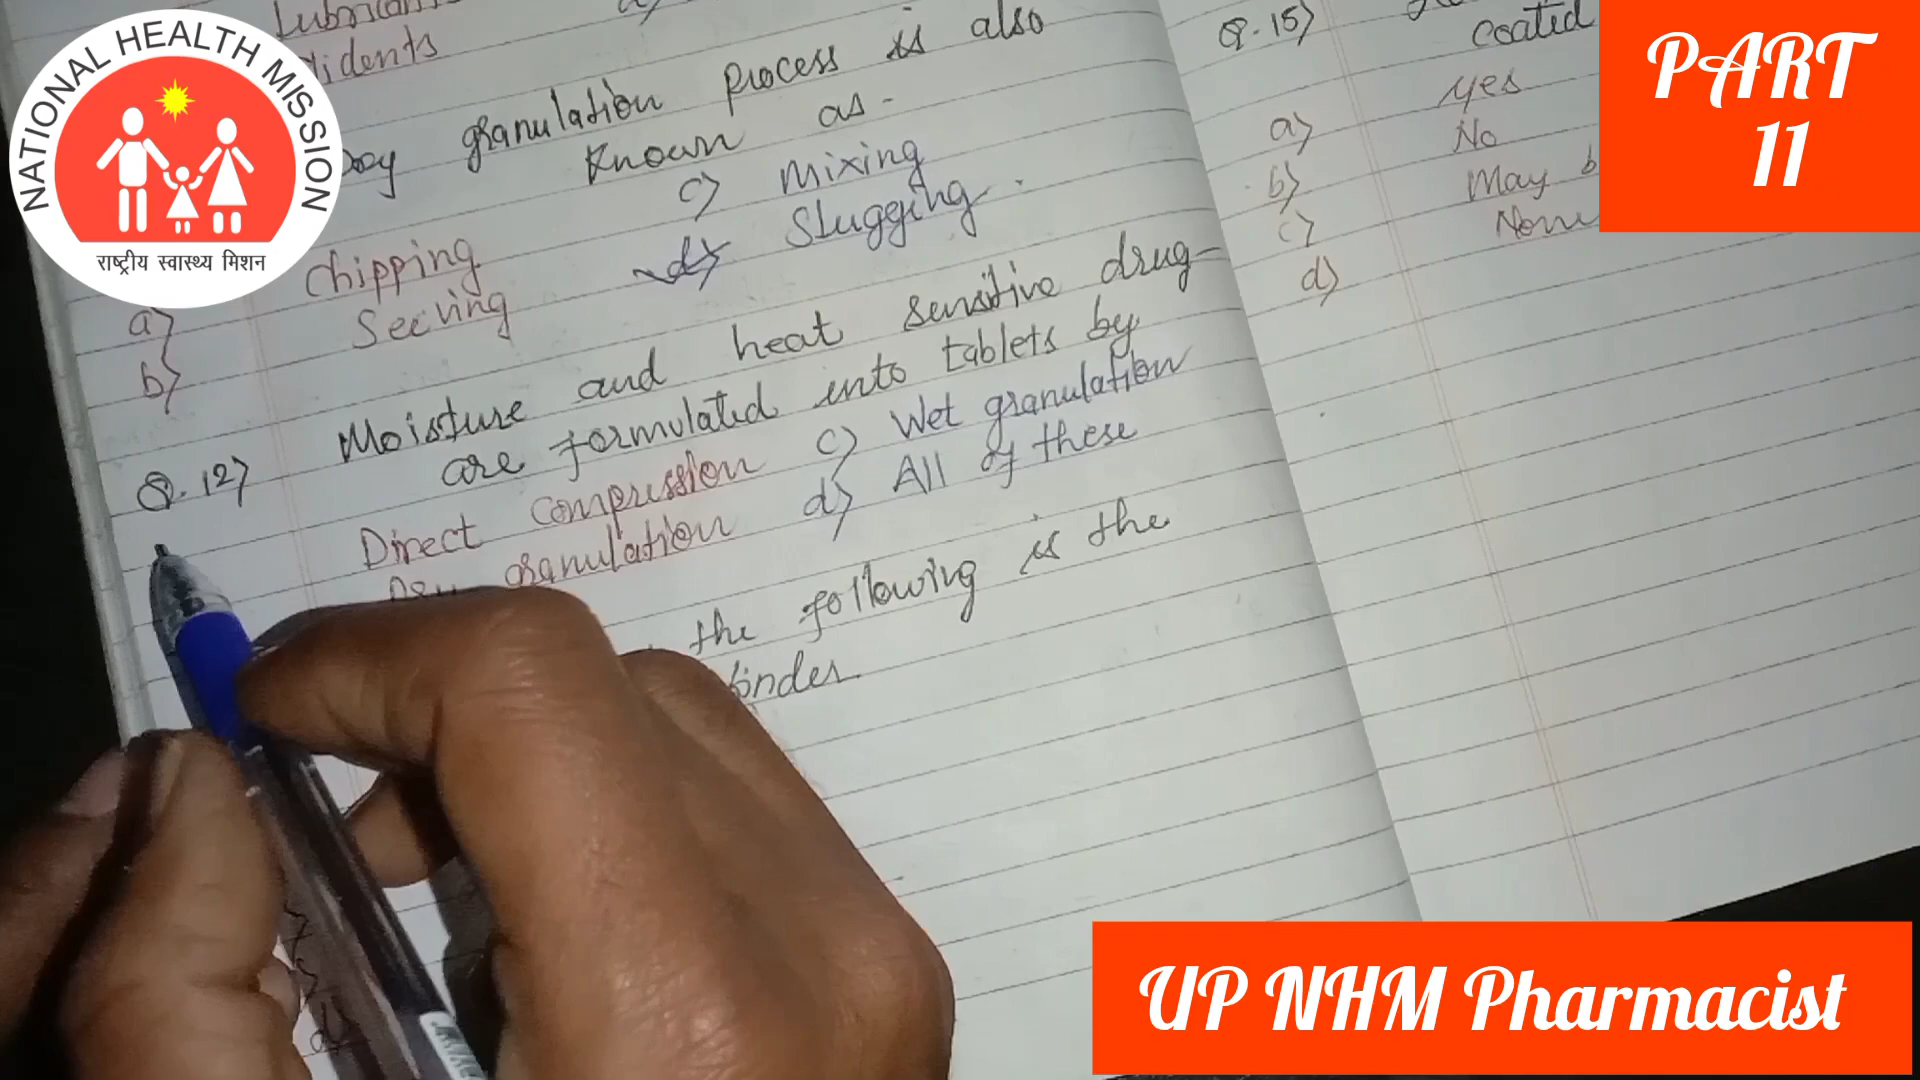 NATIONAL HEALTH MISSION
राष्ट्रीय स्वास्थ्य मिशन
PART
11
granulation process is also
known as -
a) Chipping
b) Seeving
c) Mixing
d) Slugging
Q.12) Moisture and heat sensitive drug-
are formulated into tablets by
Direct compression c) Wet granulation
granulation d) All of these
the following is the
binder.
Q.15)
coated
a) yes
b) No
c) May b
d)
UP NHM Pharmacist